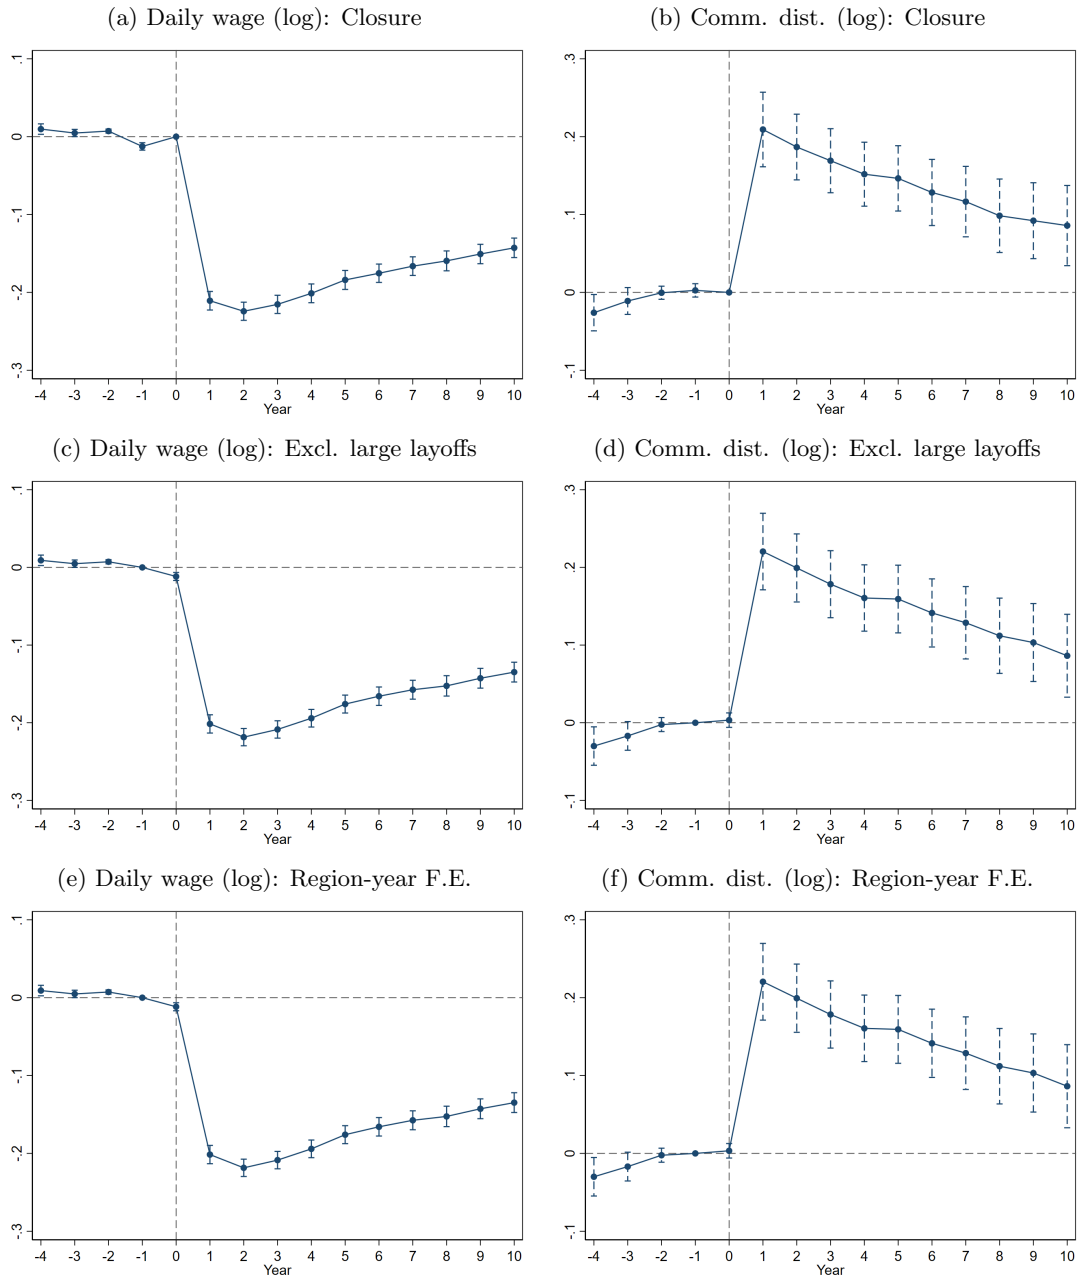 (a) Daily wage (log): Closure
.1
0
-.1
-.2
-.3
-4 -3 -2 -1 0 1 2 3 4 5 6 7 8 9 10
Year
(b) Comm. dist. (log): Closure
.3
.2
.1
0
-.1
-4 -3 -2 -1 0 1 2 3 4 5 6 7 8 9 10
Year
(c) Daily wage (log): Excl. large layoffs
.1
0
-.1
-.2
-.3
-4 -3 -2 -1 0 1 2 3 4 5 6 7 8 9 10
Year
(d) Comm. dist. (log): Excl. large layoffs
.3
.2
.1
0
-.1
-4 -3 -2 -1 0 1 2 3 4 5 6 7 8 9 10
Year
(e) Daily wage (log): Region-year F.E.
.1
0
-.1
-.2
-.3
-4 -3 -2 -1 0 1 2 3 4 5 6 7 8 9 10
Year
(f) Comm. dist. (log): Region-year F.E.
.3
.2
.1
0
-.1
-4 -3 -2 -1 0 1 2 3 4 5 6 7 8 9 10
Year